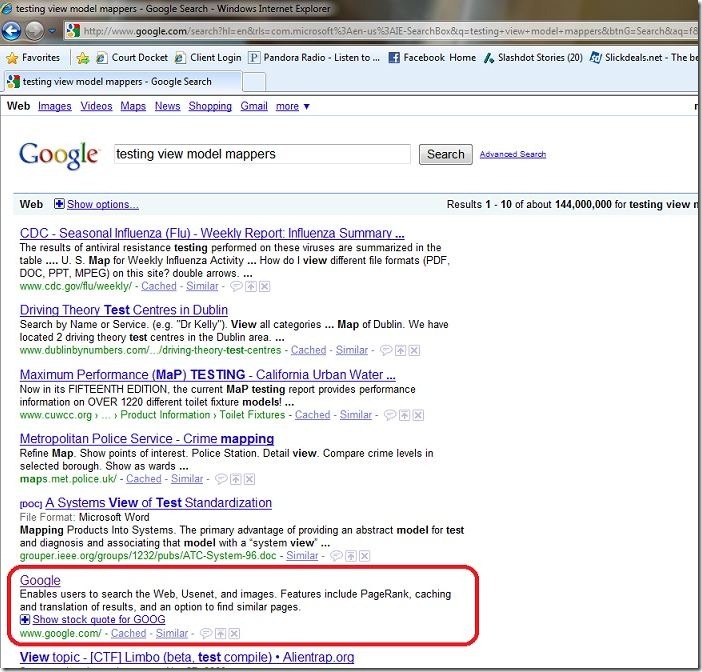 testing view model mappers - Google Search - Windows Internet Explorer
http://www.google.com/search?hl=en&rls=com.microsoft%3Aen-us%3AIE-SearchBox&q=testing+view+model+mappers&btnG=Search&aq=f&
Favorites Court Docket Client Login Pandora Radio - Listen to ... Facebook Home Slashdot Stories (20) Slickdeals.net - The be
testing view model mappers - Google Search
Web Images Videos Maps News Shopping Gmail more ▼
Google testing view model mappers Search Advanced Search
Web Show options... Results 1 - 10 of about 144,000,000 for testing view m
CDC - Seasonal Influenza (Flu) - Weekly Report: Influenza Summary ...
The results of antiviral resistance testing performed on these viruses are summarized in the
table .... U. S. Map for Weekly Influenza Activity ... How do I view different file formats (PDF,
DOC, PPT, MPEG) on this site? double arrows. ...
www.cdc.gov/flu/weekly/ - Cached - Similar -
Driving Theory Test Centres in Dublin
Search by Name or Service. (e.g. "Dr Kelly"). View all categories ... Map of Dublin. We have
located 2 driving theory test centres in the Dublin area. ...
www.dublinbynumbers.com/.../driving-theory-test-centres - Cached - Similar -
Maximum Performance (MaP) TESTING - California Urban Water ...
Now in its FIFTEENTH EDITION, the current MaP testing report provides performance
information on OVER 1220 different toilet fixture models! ...
www.cuwcc.org › ... › Product Information › Toilet Fixtures - Cached - Similar -
Metropolitan Police Service - Crime mapping
Refine Map. Show points of interest. Police Station. Detail view. Compare crime levels in
selected borough. Show as wards ...
maps.met.police.uk/ - Cached - Similar -
[DOC] A Systems View of Test Standardization
File Format: Microsoft Word
Mapping Products Into Systems. The primary advantage of providing an abstract model for test
and diagnosis and associating that model with a "system view" ...
grouper.ieee.org/groups/1232/pubs/ATC-System-96.doc - Similar -
Google
Enables users to search the Web, Usenet, and images. Features include PageRank, caching
and translation of results, and an option to find similar pages.
Show stock quote for GOOG
www.google.com/ - Cached - Similar -
View topic - [CTF] Limbo (beta, test compile) • Alientrap.org